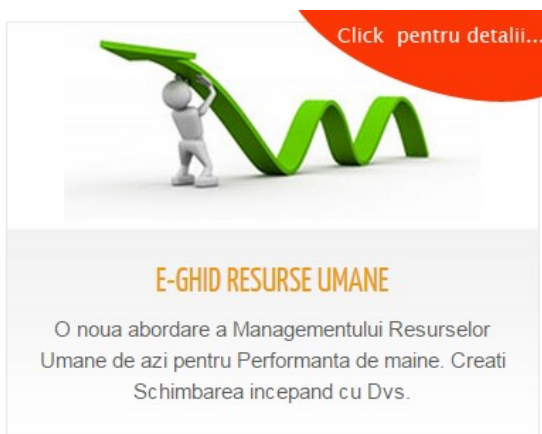 Click pentru detalii...
E-GHID RESURSE UMANE
O noua abordare a Managementului Resurselor
Umane de azi pentru Performanta de maine. Creati
Schimbarea incepand cu Dvs.